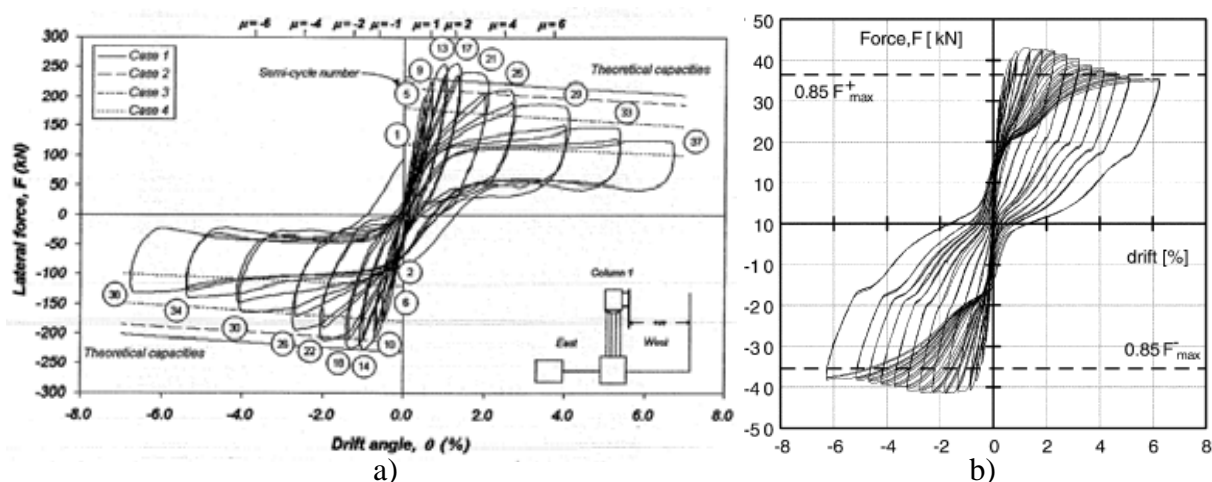 μ=-6 μ=-4 μ=-2 μ=-1 μ=1 μ=2 μ=4 μ=6
300
250
200
150
100
50
0
-50
-100
-150
-200
-250
-300
Lateral force, F (kN)
Case 1
Case 2
Case 3
Case 4
Semi-cycle number
Theoretical capacities
13 17 21 26 9 5 29 33 1 37
2 6 10 14 18 22 26 30 34 36
Theoretical capacities
Column 1
East
West
-8.0 -6.0 -4.0 -2.0 0.0 2.0 4.0 6.0 8.0
Drift angle, θ (%)
a)
50
40
30
20
10
10
-10
-20
-30
-40
-50
Force,F [ kN]
0.85 F+max
drift [%]
0.85 F-max
-8 -6 -4 -2 0 2 4 6 8
b)